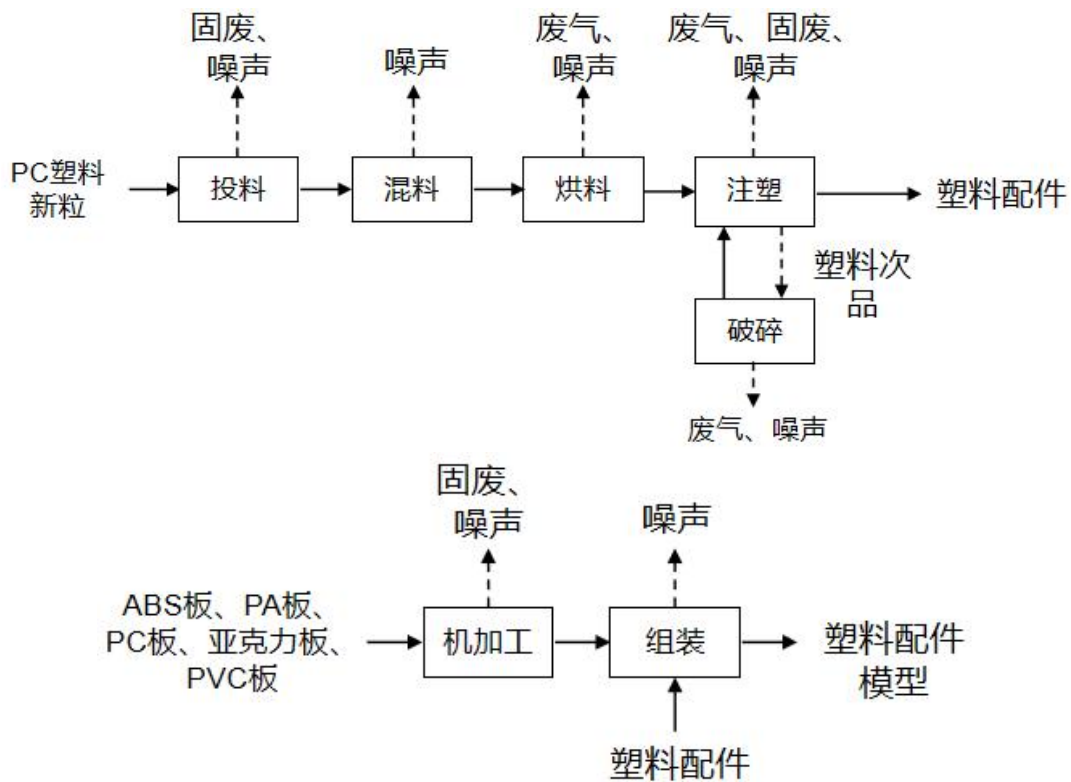 固废、
噪声
噪声
废气、
噪声
废气、固废、
噪声
PC塑料
新粒
投料
混料
烘料
注塑
塑料配件
塑料次
品
破碎
废气、噪声
固废、
噪声
噪声
ABS板、PA板、
PC板、亚克力板、
PVC板
机加工
组装
塑料配件
模型
塑料配件